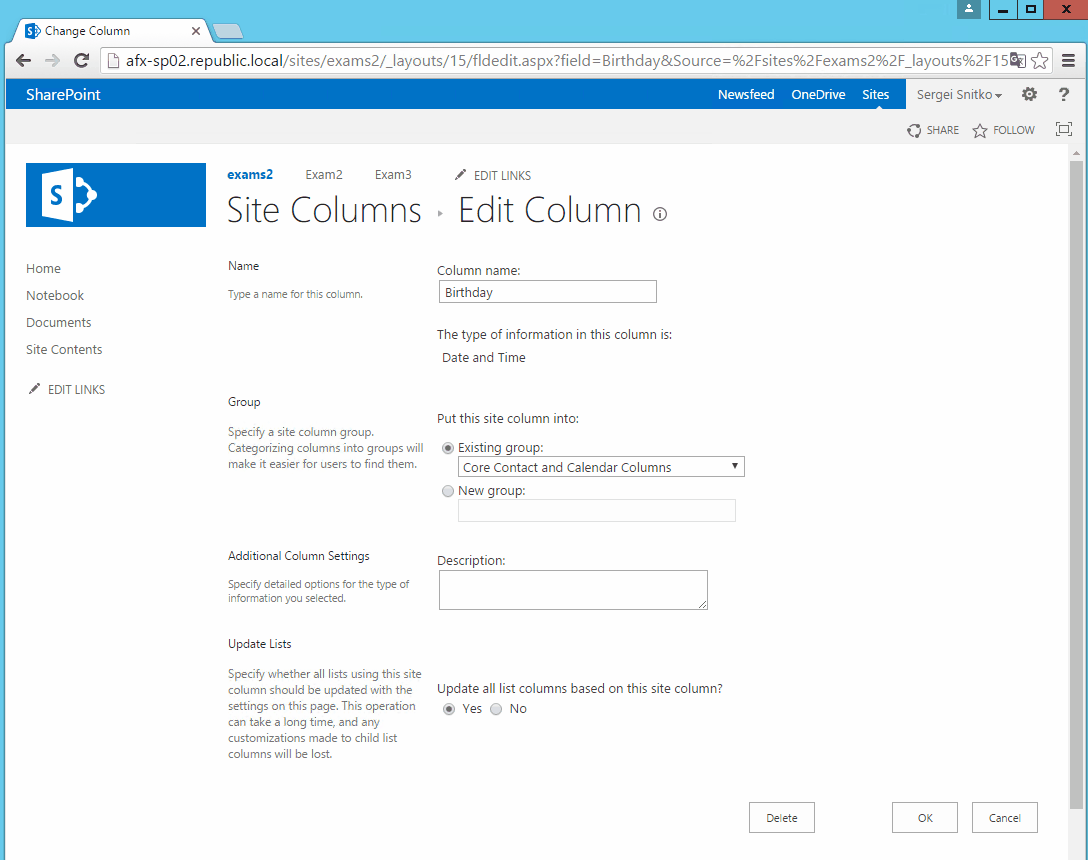 Change Column
afx-sp02.republic.local/sites/exams2/_layouts/15/fldedit.aspx?field=Birthday&Source=%2Fsites%2Fexams2%2F_layouts%2F15
SharePoint
Newsfeed OneDrive Sites Sergei Snitko ?
SHARE FOLLOW
S
exams2 Exam2 Exam3 EDIT LINKS
Site Columns ▸ Edit Column
Home
Notebook
Documents
Site Contents
EDIT LINKS
Name
Type a name for this column.
Column name:
Birthday
The type of information in this column is:
Date and Time
Group
Specify a site column group.
Categorizing columns into groups will
make it easier for users to find them.
Put this site column into:
Existing group:
Core Contact and Calendar Columns
New group:
Additional Column Settings
Specify detailed options for the type of
information you selected.
Description:
Update Lists
Specify whether all lists using this site
column should be updated with the
settings on this page. This operation
can take a long time, and any
customizations made to child list
columns will be lost.
Update all list columns based on this site column?
Yes No
Delete OK Cancel